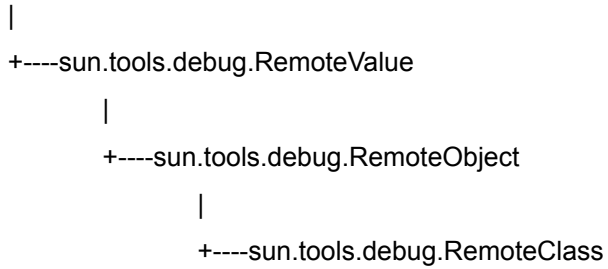 |
+----sun.tools.debug.RemoteValue
|
+----sun.tools.debug.RemoteObject
|
+----sun.tools.debug.RemoteClass